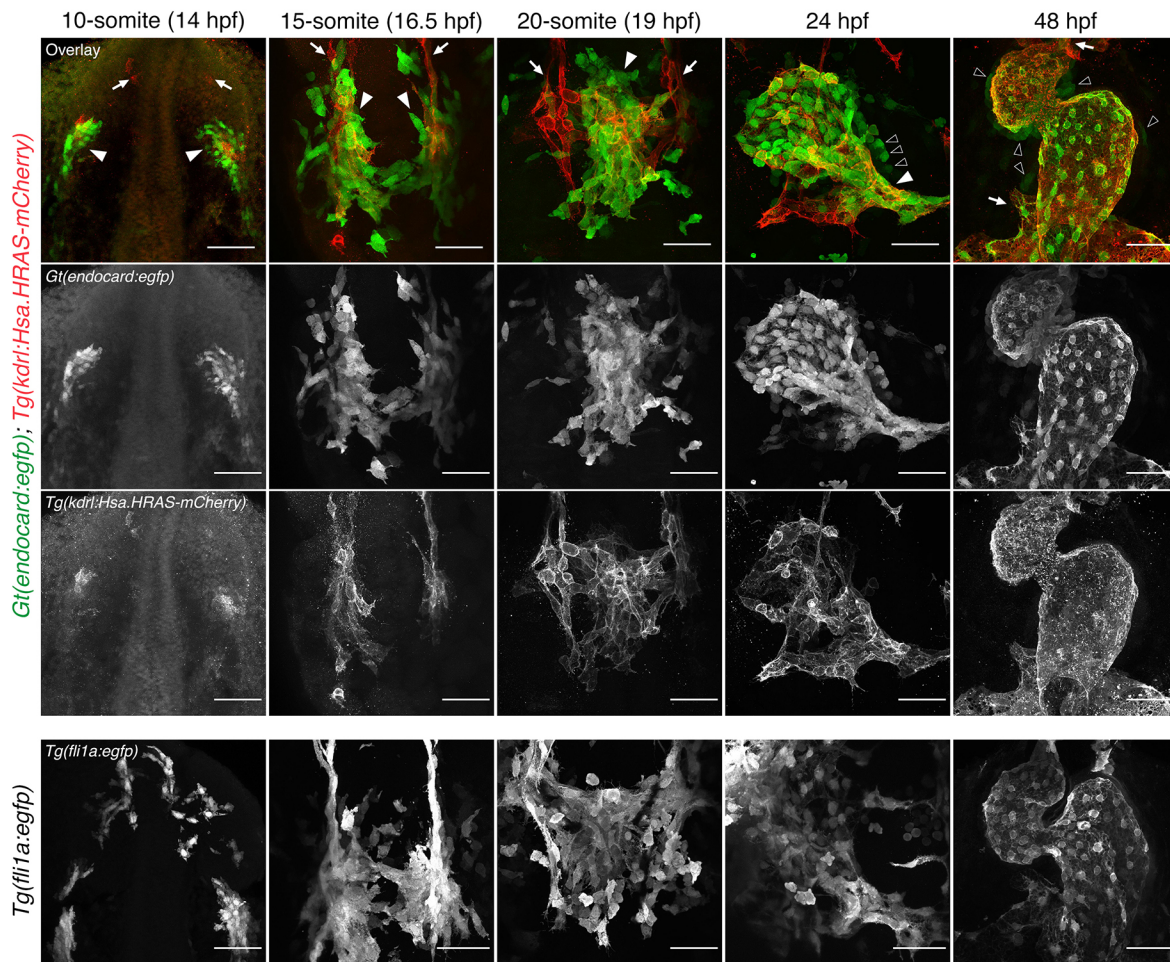 10-somite (14 hpf)
15-somite (16.5 hpf)
20-somite (19 hpf)
24 hpf
48 hpf
Gt(endocard:egfp); Tg(kdrl:Hsa.HRAS-mCherry)
Overlay
Gt(endocard:egfp)
Tg(kdrl:Hsa.HRAS-mCherry)
Tg(fli1a:egfp)
Tg(fli1a:egfp)